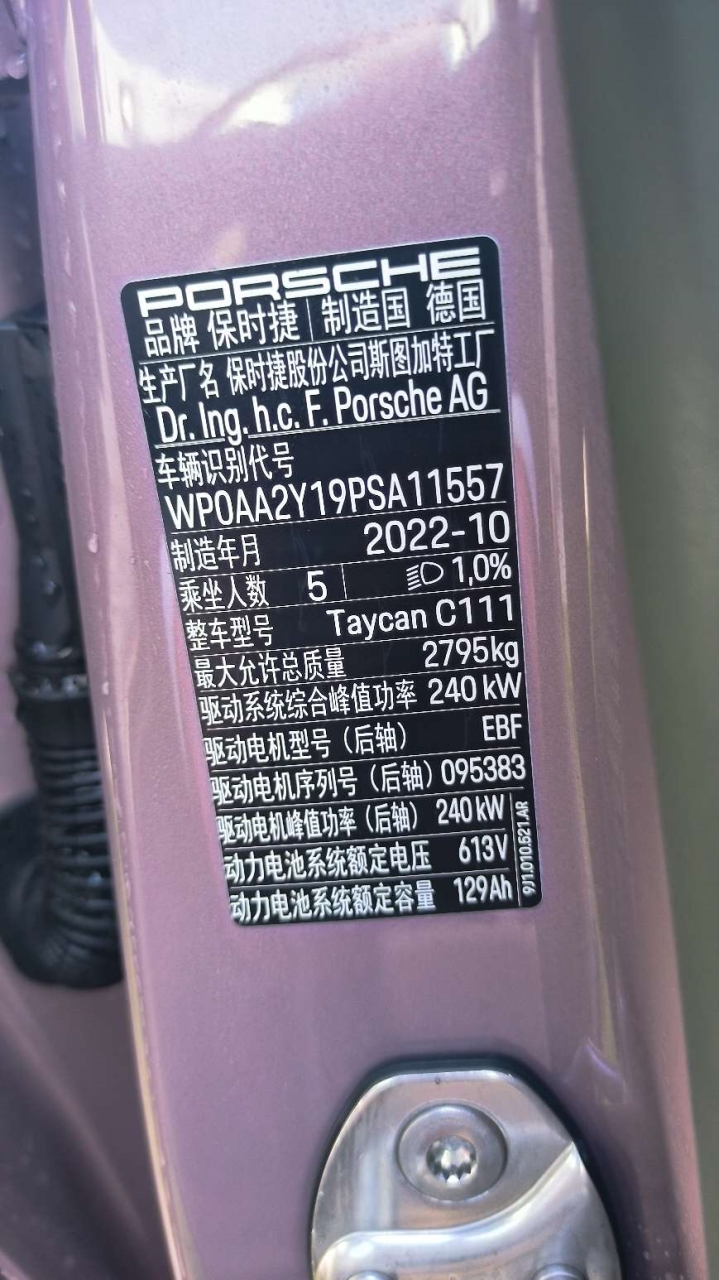 PORSCHE
品牌 保时捷 制造国 德国
生产厂名 保时捷股份公司斯图加特工厂
Dr. Ing. h.c. F. Porsche AG
车辆识别代号
WP0AA2Y19PSA11557
制造年月 2022-10
乘坐人数 5 1,0%
整车型号 Taycan C111
最大允许总质量 2795kg
驱动系统综合峰值功率 240 kW
驱动电机型号（后轴） EBF
驱动电机序列号（后轴） 095383
驱动电机峰值功率（后轴） 240 kW
动力电池系统额定电压 613V
动力电池系统额定容量 129Ah
9J1.010.521.AR